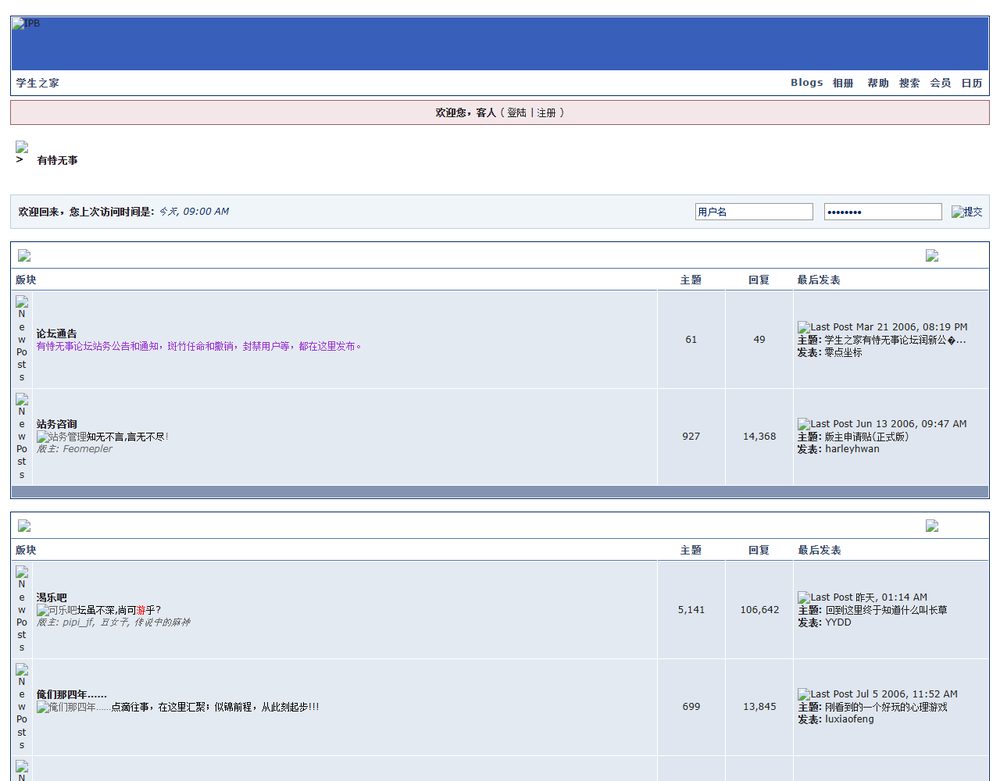 IPB
学生之家 Blogs 相册 帮助 搜索 会员 日历
欢迎您，客人（ 登陆 | 注册 ）
> 有恃无事
欢迎回来，您上次访问时间是： 今天, 09:00 AM 用户名 •••••••• 提交
版块 主题 回复 最后发表
New Posts
论坛通告
有恃无事论坛站务公告和通知，斑竹任命和撤销，封禁用户等，都在这里发布。
61 49
Last Post Mar 21 2006, 08:19 PM
主题: 学生之家有恃无事论坛闰新公�...
发表: 零点坐标
New Posts
站务咨询
站务管理知无不言,言无不尽!
版主: Feomepler
927 14,368
Last Post Jun 13 2006, 09:47 AM
主题: 版主申请贴(正式版)
发表: harleyhwan
版块 主题 回复 最后发表
New Posts
渴乐吧
可乐吧坛虽不深,尚可游乎?
版主: pipi_jf, 丑女子, 传说中的麻神
5,141 106,642
Last Post 昨天, 01:14 AM
主题: 回到这里终于知道什么叫长草
发表: YYDD
New Posts
俺们那四年……
俺们那四年……点滴往事，在这里汇聚；似锦前程，从此刻起步!!!
699 13,845
Last Post Jul 5 2006, 11:52 AM
主题: 刚看到的一个好玩的心理游戏
发表: luxiaofeng
N